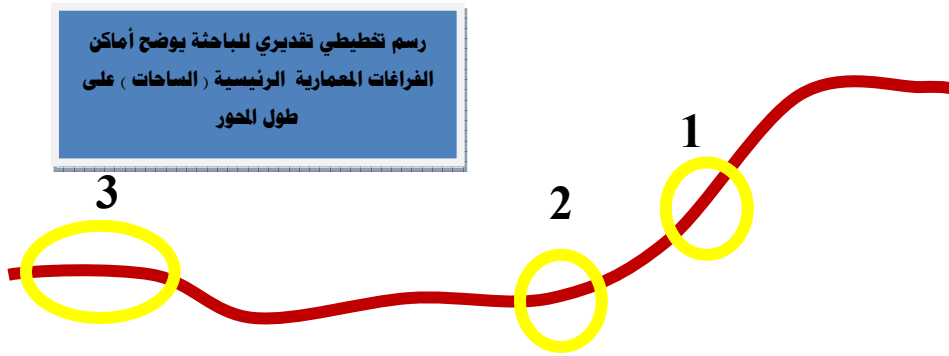 رسم تخطيطي تقديري للباحثة يوضح أماكن
الفراغات المعمارية الرئيسية ( الساحات ) على
طول المحور
1
2
3